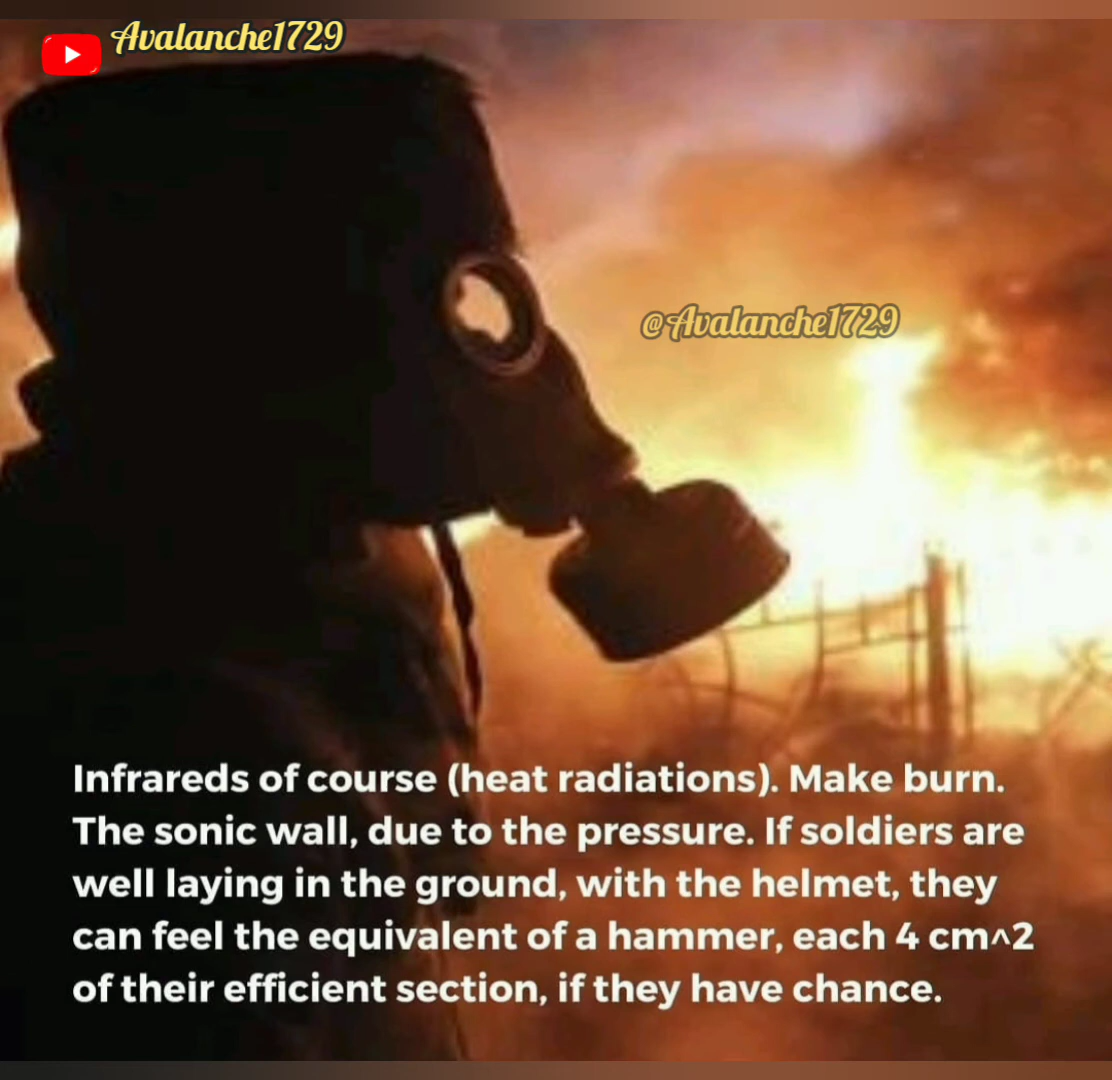 Avalanche1729
@Avalanche1729
Infrareds of course (heat radiations). Make burn.
The sonic wall, due to the pressure. If soldiers are
well laying in the ground, with the helmet, they
can feel the equivalent of a hammer, each 4 cm^2
of their efficient section, if they have chance.